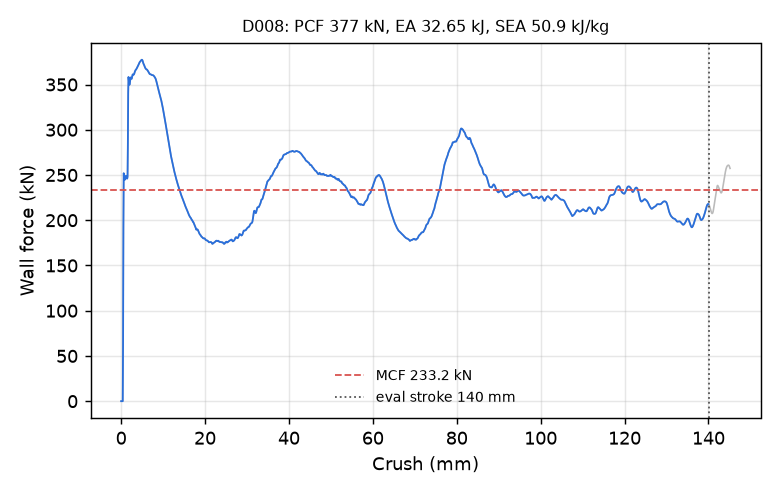 D008: PCF 377 kN, EA 32.65 kJ, SEA 50.9 kJ/kg
Wall force (kN)
350
300
250
200
150
100
50
0
MCF 233.2 kN
eval stroke 140 mm
0 20 40 60 80 100 120 140
Crush (mm)